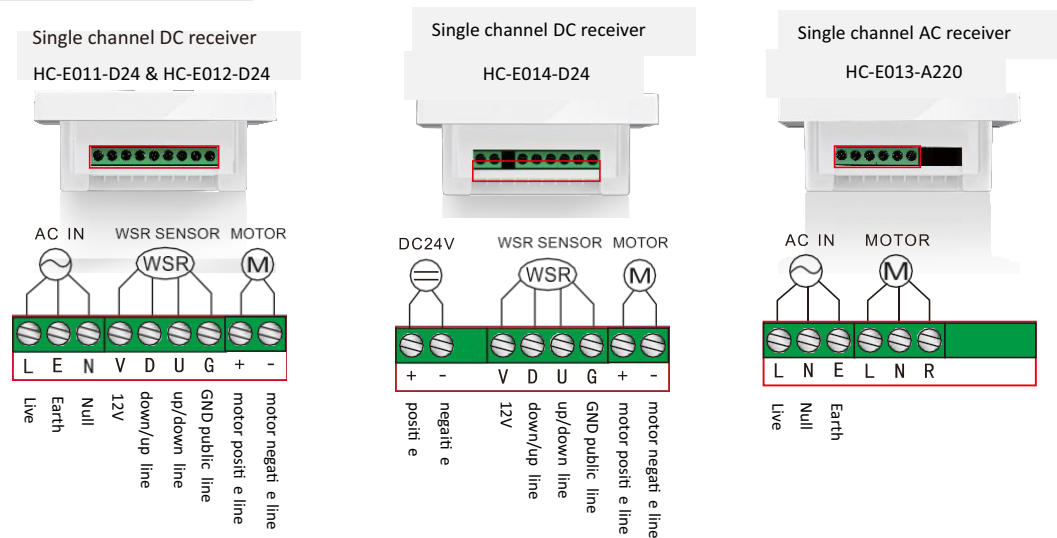 Single channel DC receiver
HC-E011-D24 & HC-E012-D24
AC IN WSR SENSOR MOTOR
WSR M
L E N V D U G + -
Live
Earth
Null
12V
down/up line
up/down line
GND public line
motor positi e line
motor negati e line
Single channel DC receiver
HC-E014-D24
DC24V WSR SENSOR MOTOR
WSR M
+ - V D U G + -
positi e
negaiti e
12V
down/up line
up/down line
GND public line
motor positi e line
motor negati e line
Single channel AC receiver
HC-E013-A220
AC IN MOTOR
M
L N E L N R
Live
Null
Earth